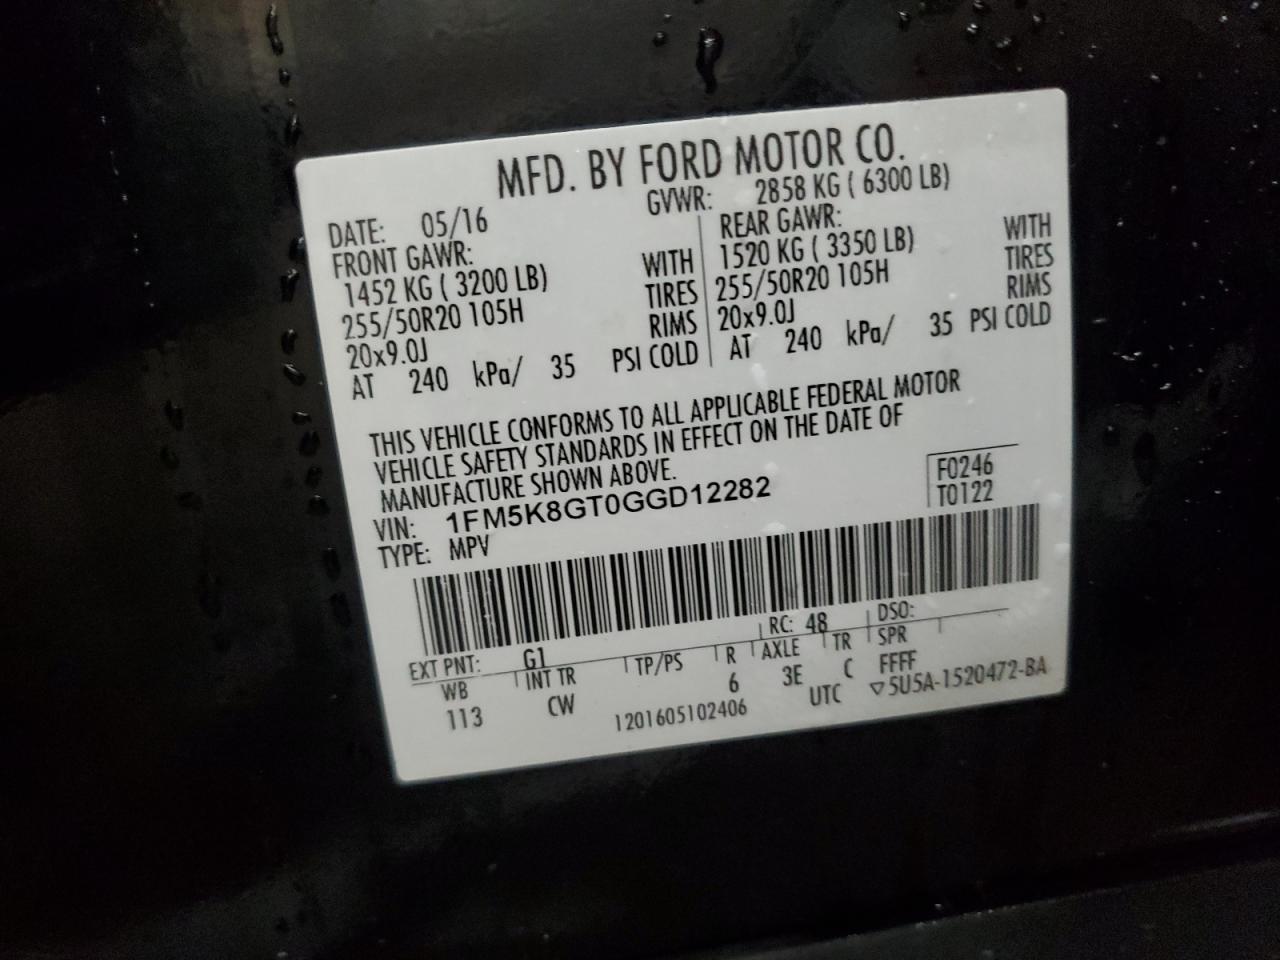 MFD. BY FORD MOTOR CO.
DATE: 05/16 GVWR: 2858 KG ( 6300 LB)
FRONT GAWR: REAR GAWR:
1452 KG ( 3200 LB) WITH 1520 KG ( 3350 LB) WITH
255/50R20 105H TIRES 255/50R20 105H TIRES
20x9.0J RIMS 20x9.0J RIMS
AT 240 kPa/ 35 PSI COLD AT 240 kPa/ 35 PSI COLD
THIS VEHICLE CONFORMS TO ALL APPLICABLE FEDERAL MOTOR
VEHICLE SAFETY STANDARDS IN EFFECT ON THE DATE OF
MANUFACTURE SHOWN ABOVE.
VIN: 1FM5K8GT0GGD12282 F0246
TYPE: MPV T0122
EXT PNT: G1 RC: 48 DSO:
WB INT TR TP/PS R AXLE TR SPR
113 CW 6 3E C FFFF
1201605102406 UTC ▽5U5A-1520472-BA